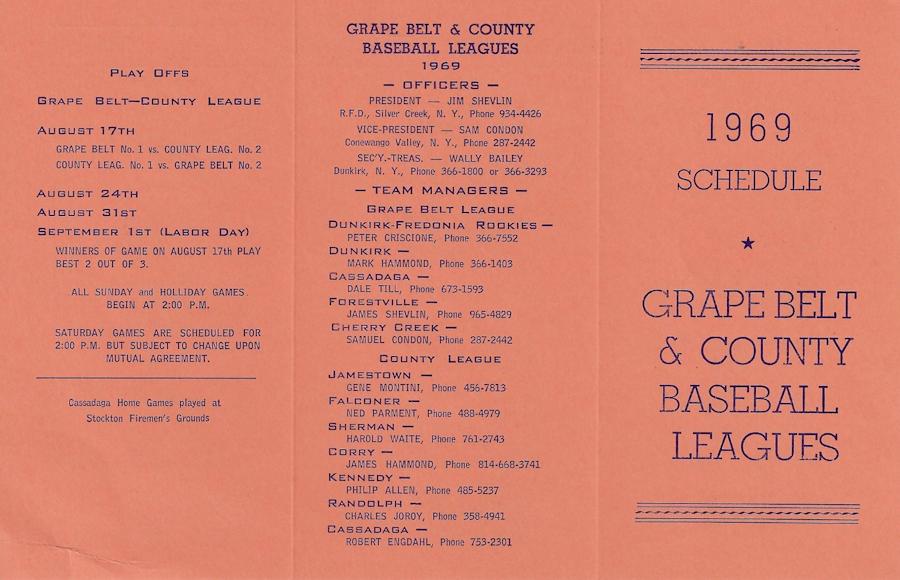 PLAY OFFS
GRAPE BELT—COUNTY LEAGUE
AUGUST 17TH
GRAPE BELT No. 1 vs. COUNTY LEAG. No. 2
COUNTY LEAG. No. 1 vs. GRAPE BELT No. 2
AUGUST 24TH
AUGUST 31ST
SEPTEMBER 1ST (LABOR DAY)
WINNERS OF GAME ON AUGUST 17th PLAY
BEST 2 OUT OF 3.
ALL SUNDAY and HOLLIDAY GAMES
BEGIN AT 2:00 P.M.
SATURDAY GAMES ARE SCHEDULED FOR
2:00 P.M. BUT SUBJECT TO CHANGE UPON
MUTUAL AGREEMENT.
Cassadaga Home Games played at
Stockton Firemen's Grounds
GRAPE BELT & COUNTY
BASEBALL LEAGUES
1969
— OFFICERS —
PRESIDENT — JIM SHEVLIN
R.F.D., Silver Creek, N. Y., Phone 934-4426
VICE-PRESIDENT — SAM CONDON
Conewango Valley, N. Y., Phone 287-2442
SEC'Y.-TREAS. — WALLY BAILEY
Dunkirk, N. Y., Phone 366-1800 or 366-3293
— TEAM MANAGERS —
GRAPE BELT LEAGUE
DUNKIRK-FREDONIA ROOKIES —
PETER CRISCIONE, Phone 366-7552
DUNKIRK —
MARK HAMMOND, Phone 366-1403
CASSADAGA —
DALE TILL, Phone 673-1593
FORESTVILLE —
JAMES SHEVLIN, Phone 965-4829
CHERRY CREEK —
SAMUEL CONDON, Phone 287-2442
COUNTY LEAGUE
JAMESTOWN —
GENE MONTINI, Phone 456-7813
FALCONER —
NED PARMENT, Phone 488-4979
SHERMAN —
HAROLD WAITE, Phone 761-2743
CORRY —
JAMES HAMMOND, Phone 814-668-3741
KENNEDY —
PHILIP ALLEN, Phone 485-5237
RANDOLPH —
CHARLES JOROY, Phone 358-4941
CASSADAGA —
ROBERT ENGDAHL, Phone 753-2301
1969
SCHEDULE
★
GRAPE BELT
& COUNTY
BASEBALL
LEAGUES